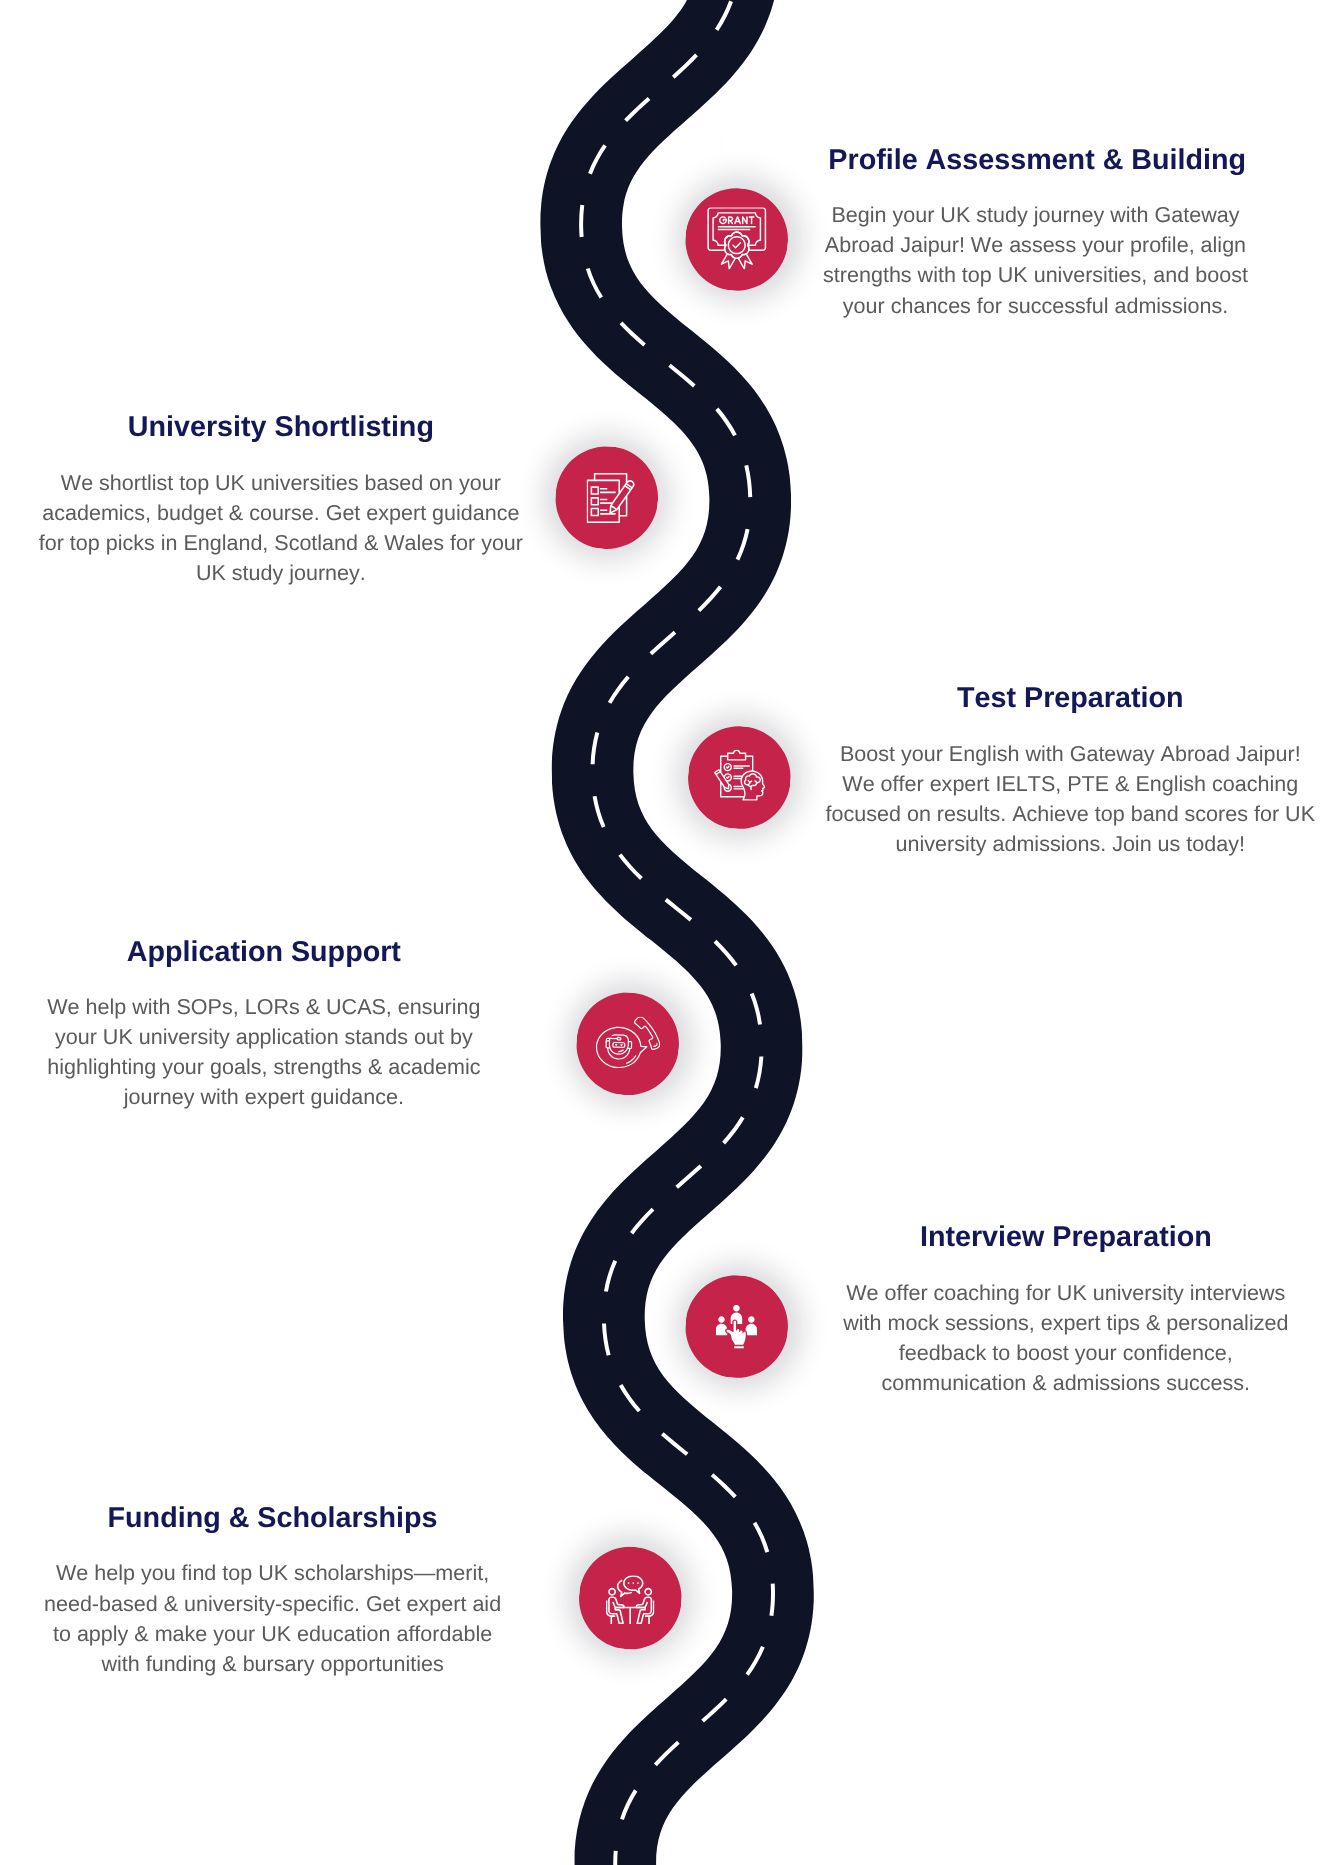 Profile Assessment & Building
GRANT
Begin your UK study journey with Gateway
Abroad Jaipur! We assess your profile, align
strengths with top UK universities, and boost
your chances for successful admissions.
University Shortlisting
We shortlist top UK universities based on your
academics, budget & course. Get expert guidance
for top picks in England, Scotland & Wales for your
UK study journey.
Test Preparation
Boost your English with Gateway Abroad Jaipur!
We offer expert IELTS, PTE & English coaching
focused on results. Achieve top band scores for UK
university admissions. Join us today!
Application Support
We help with SOPs, LORs & UCAS, ensuring
your UK university application stands out by
highlighting your goals, strengths & academic
journey with expert guidance.
Interview Preparation
We offer coaching for UK university interviews
with mock sessions, expert tips & personalized
feedback to boost your confidence,
communication & admissions success.
Funding & Scholarships
We help you find top UK scholarships—merit,
need-based & university-specific. Get expert aid
to apply & make your UK education affordable
with funding & bursary opportunities